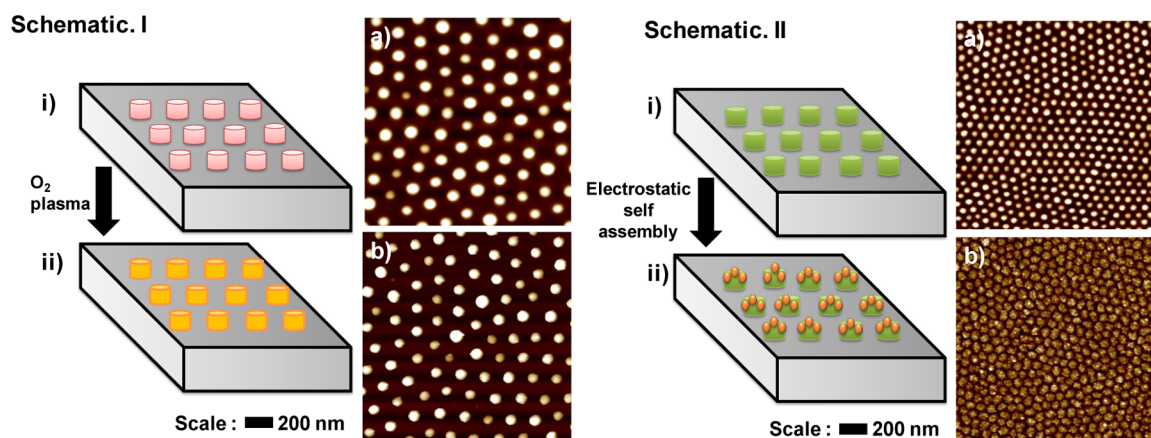 Schematic. I
i)
O2
plasma
ii)
a)
b)
Scale : 200 nm
Schematic. II
i)
Electrostatic
self
assembly
ii)
a)
b)
Scale : 200 nm